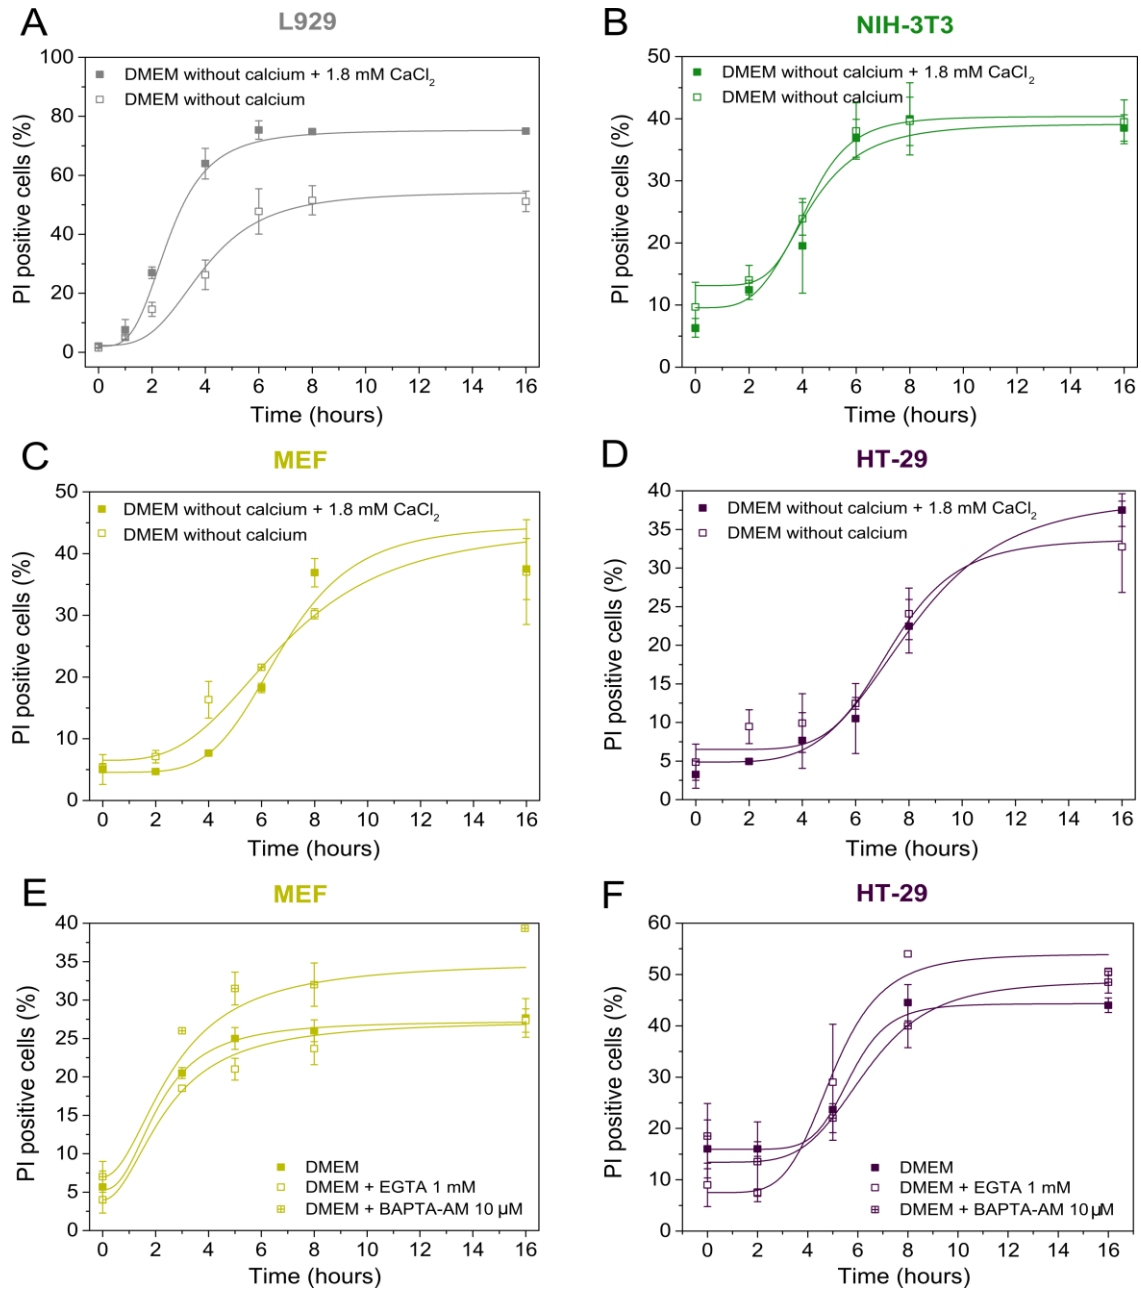 A
L929
PI positive cells (%)
100
80
60
40
20
0
DMEM without calcium + 1.8 mM CaCl₂
DMEM without calcium
0 2 4 6 8 10 12 14 16
Time (hours)
B
NIH-3T3
PI positive cells (%)
50
40
30
20
10
0
DMEM without calcium + 1.8 mM CaCl₂
DMEM without calcium
0 2 4 6 8 10 12 14 16
Time (hours)
C
MEF
PI positive cells (%)
50
40
30
20
10
0
DMEM without calcium + 1.8 mM CaCl₂
DMEM without calcium
0 2 4 6 8 10 12 14 16
Time (hours)
D
HT-29
PI positive cells (%)
40
35
30
25
20
15
10
5
0
DMEM without calcium + 1.8 mM CaCl₂
DMEM without calcium
0 2 4 6 8 10 12 14 16
Time (hours)
E
MEF
PI positive cells (%)
40
35
30
25
20
15
10
5
0
DMEM
DMEM + EGTA 1 mM
DMEM + BAPTA-AM 10 µM
0 2 4 6 8 10 12 14 16
Time (hours)
F
HT-29
PI positive cells (%)
60
50
40
30
20
10
0
DMEM
DMEM + EGTA 1 mM
DMEM + BAPTA-AM 10 µM
0 2 4 6 8 10 12 14 16
Time (hours)